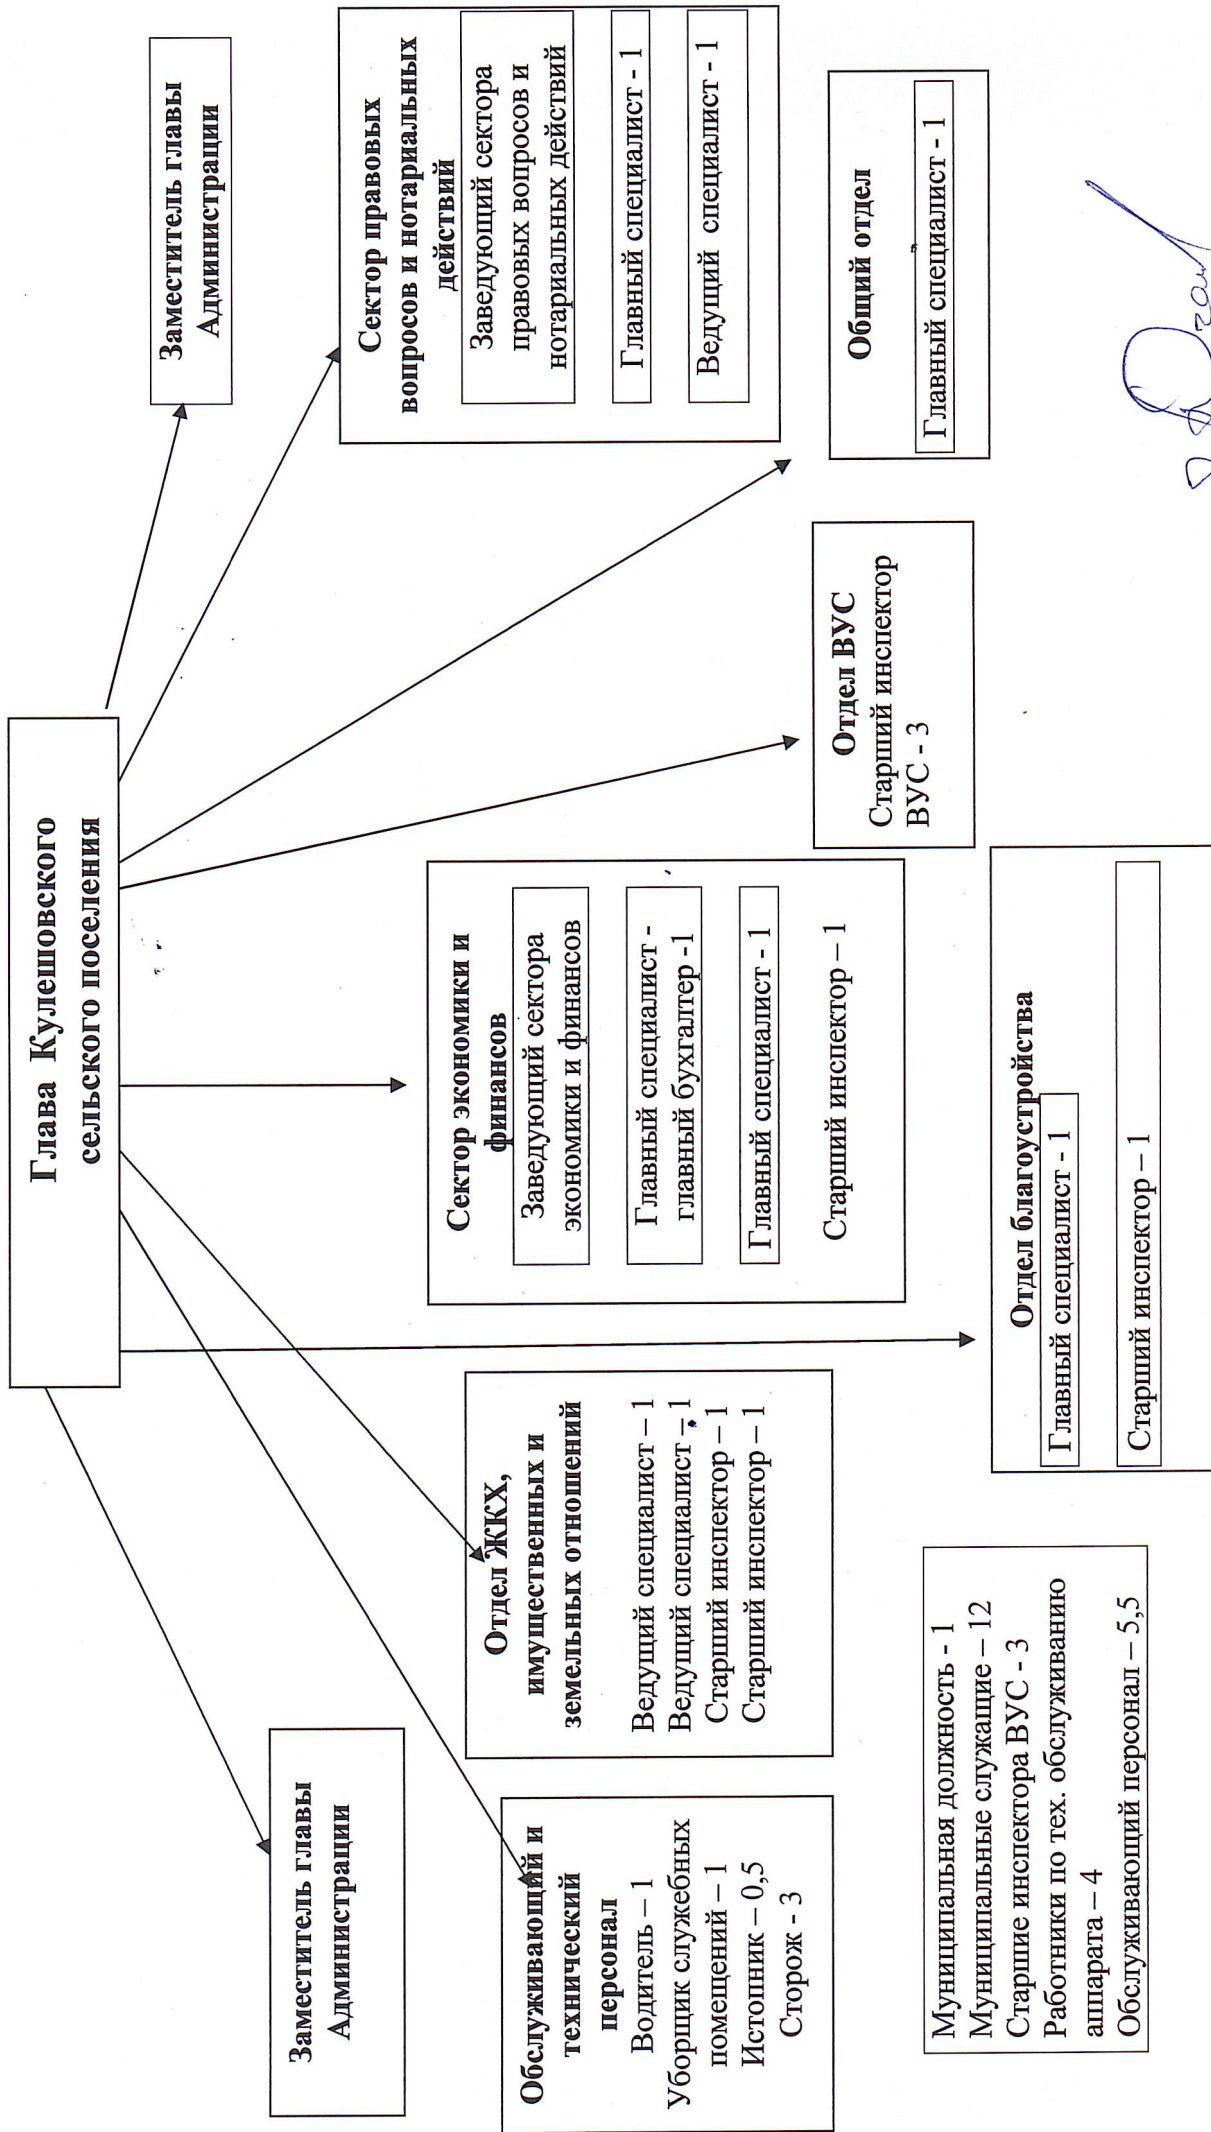 Глава Кулешовского
сельского поселения
Заместитель главы
Администрации
Заместитель главы
Администрации
Обслуживающий и
технический
персонал
Водитель – 1
Уборщик служебных
помещений – 1
Истопник – 0,5
Сторож - 3
Отдел ЖКХ,
имущественных и
земельных отношений
Ведущий специалист – 1
Ведущий специалист – 1
Старший инспектор – 1
Старший инспектор – 1
Сектор экономики и
финансов
Заведующий сектора
экономики и финансов
Главный специалист -
главный бухгалтер -1
Главный специалист - 1
Старший инспектор – 1
Сектор правовых
вопросов и нотариальных
действий
Заведующий сектора
правовых вопросов и
нотариальных действий
Главный специалист - 1
Ведущий специалист - 1
Отдел ВУС
Старший инспектор
ВУС - 3
Общий отдел
Главный специалист - 1
Отдел благоустройства
Главный специалист - 1
Старший инспектор – 1
Муниципальная должность - 1
Муниципальные служащие – 12
Старшие инспектора ВУС - 3
Работники по тех. обслуживанию
аппарата – 4
Обслуживающий персонал – 5,5